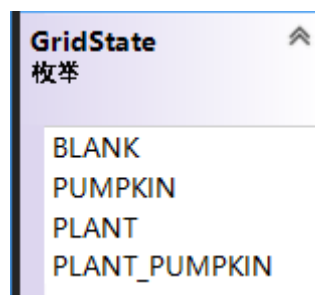 GridState
枚举
BLANK
PUMPKIN
PLANT
PLANT_PUMPKIN